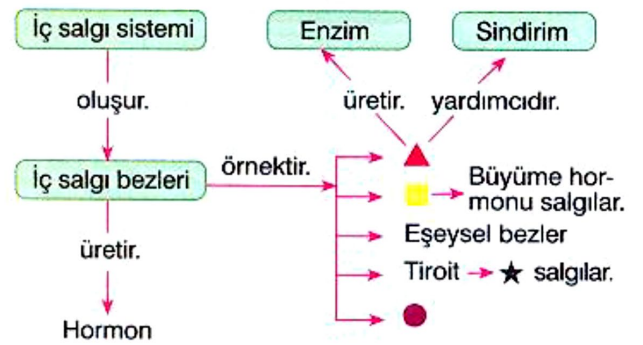 İç salgı sistemi
Enzim
Sindirim
oluşur.
üretir.
yardımcıdır.
İç salgı bezleri
örnektir.
Büyüme hor-
monu salgılar.
Eşeysel bezler
üretir.
Tiroit
salgılar.
Hormon